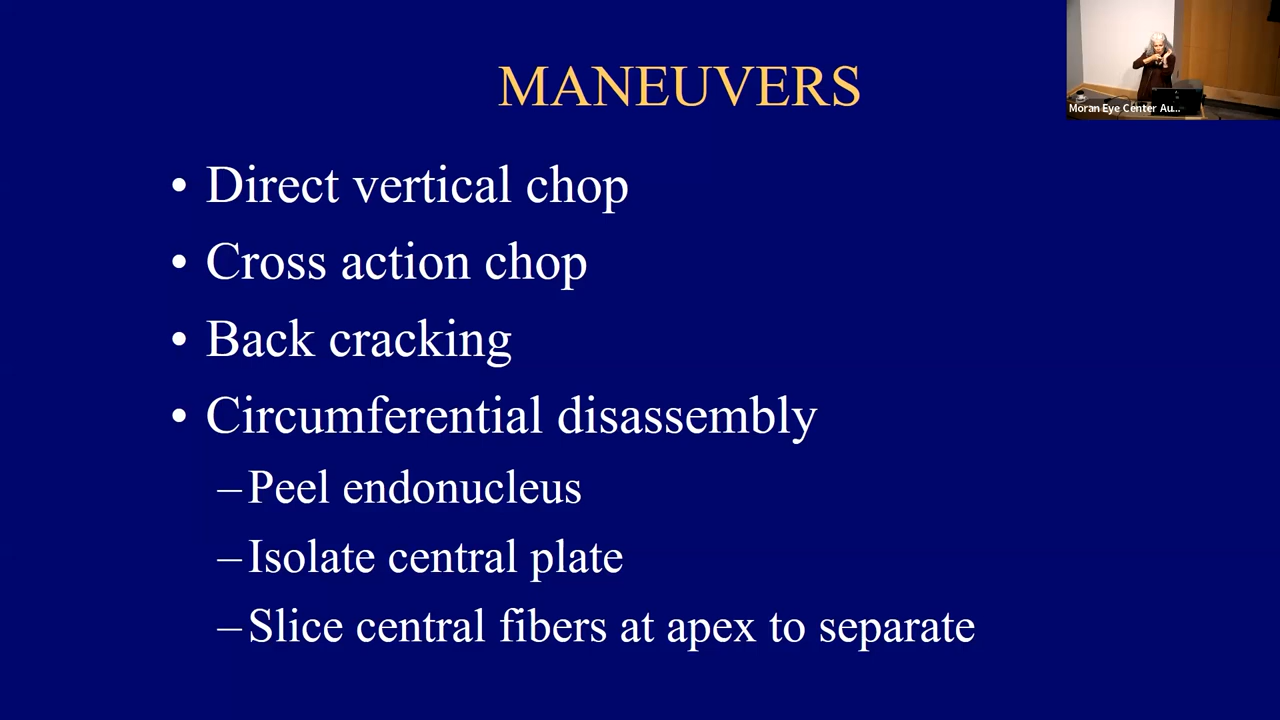 MANEUVERS
Moran Eye Center Au...
• Direct vertical chop
• Cross action chop
• Back cracking
• Circumferential disassembly
–Peel endonucleus
–Isolate central plate
–Slice central fibers at apex to separate